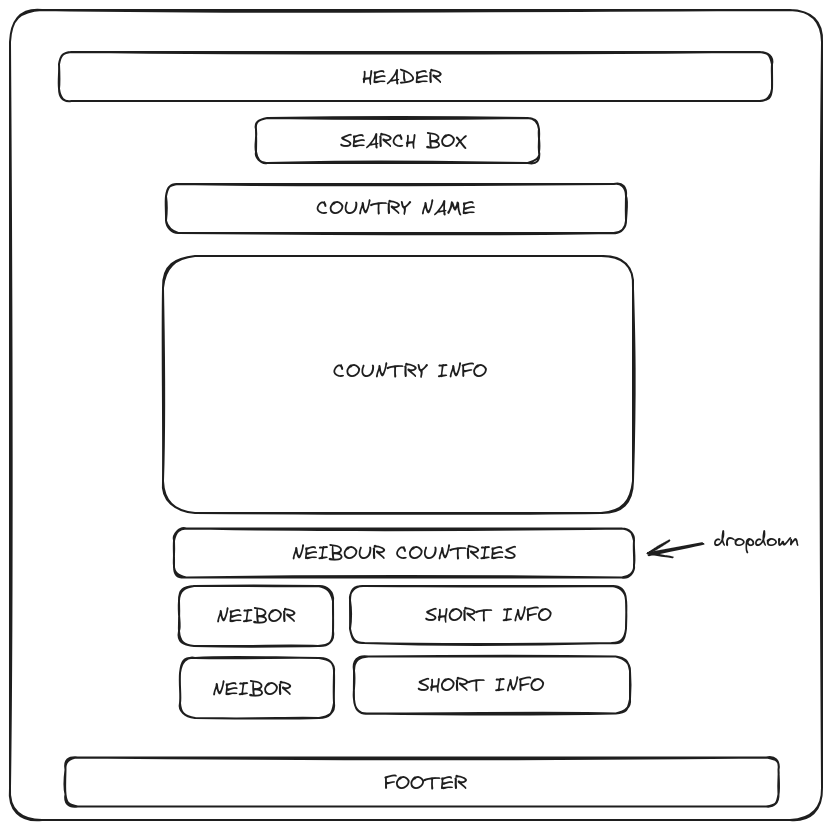 HEADER
SEARCH BOX
COUNTRY NAME
COUNTRY INFO
NEIBOUR COUNTRIES
dropdown
NEIBOR
SHORT INFO
NEIBOR
SHORT INFO
FOOTER